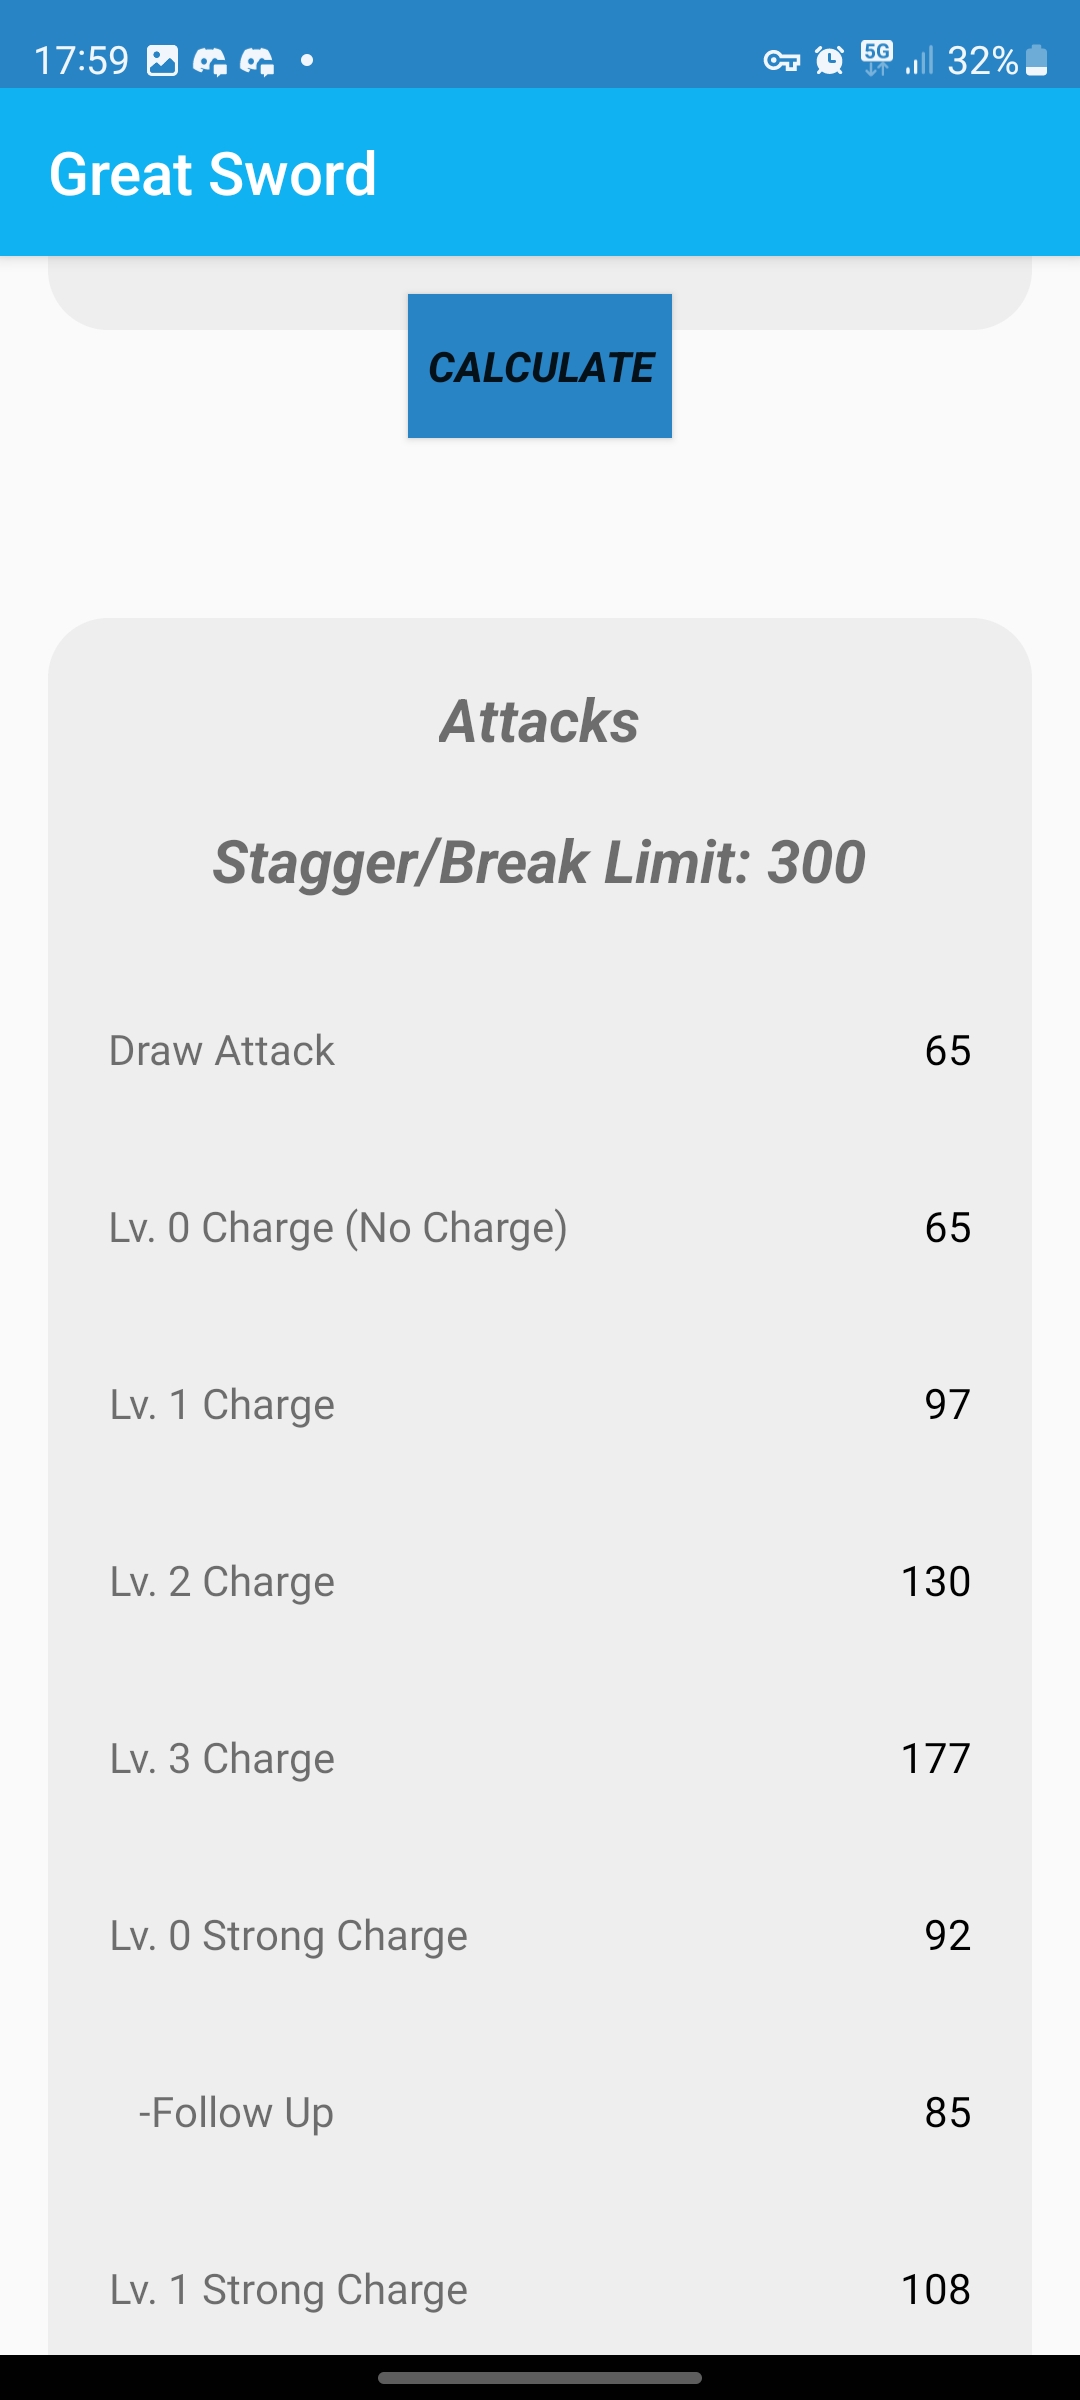 17:59
5G
32%
Great Sword
CALCULATE
Attacks
Stagger/Break Limit: 300
Draw Attack 65
Lv. 0 Charge (No Charge) 65
Lv. 1 Charge 97
Lv. 2 Charge 130
Lv. 3 Charge 177
Lv. 0 Strong Charge 92
-Follow Up 85
Lv. 1 Strong Charge 108